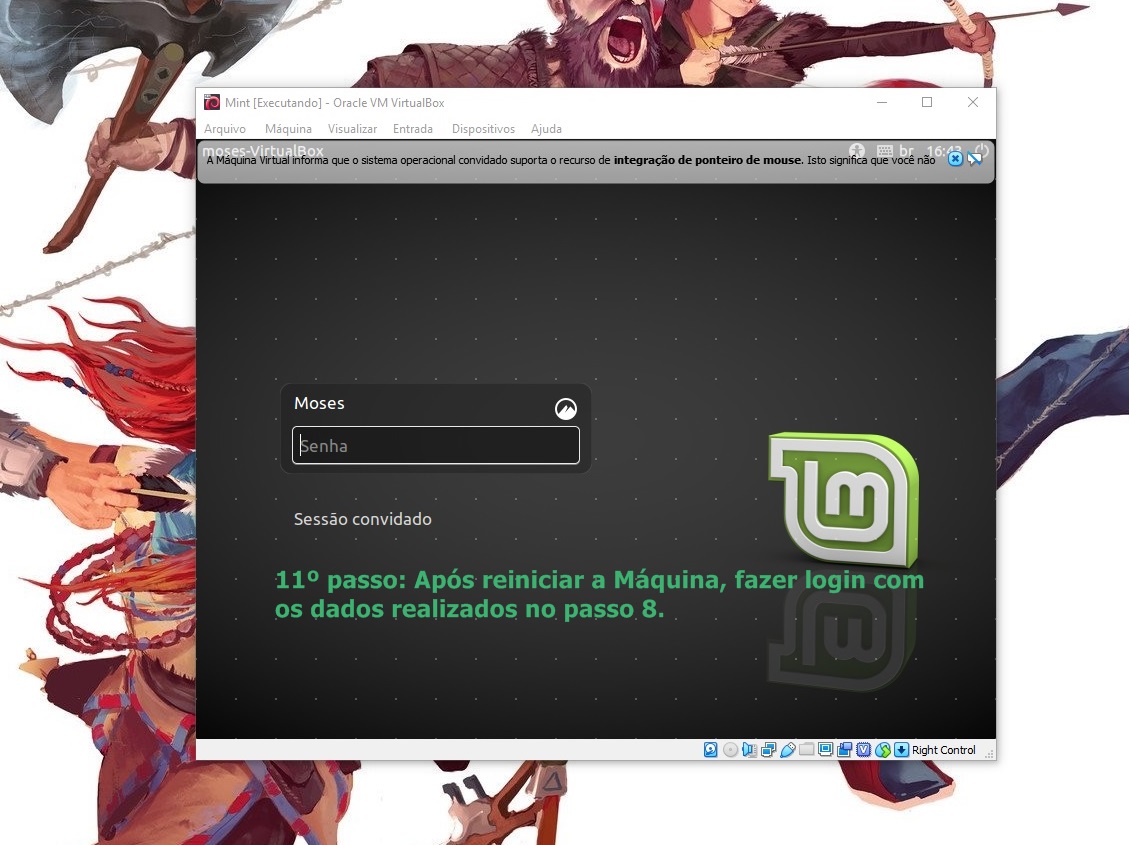 Mint [Executando] - Oracle VM VirtualBox
Arquivo Máquina Visualizar Entrada Dispositivos Ajuda
moses-VirtualBox br 16:43
A Máquina Virtual informa que o sistema operacional convidado suporta o recurso de integração de ponteiro de mouse. Isto significa que você não
Moses
Senha
Sessão convidado
11º passo: Após reiniciar a Máquina, fazer login com
os dados realizados no passo 8.
Right Control